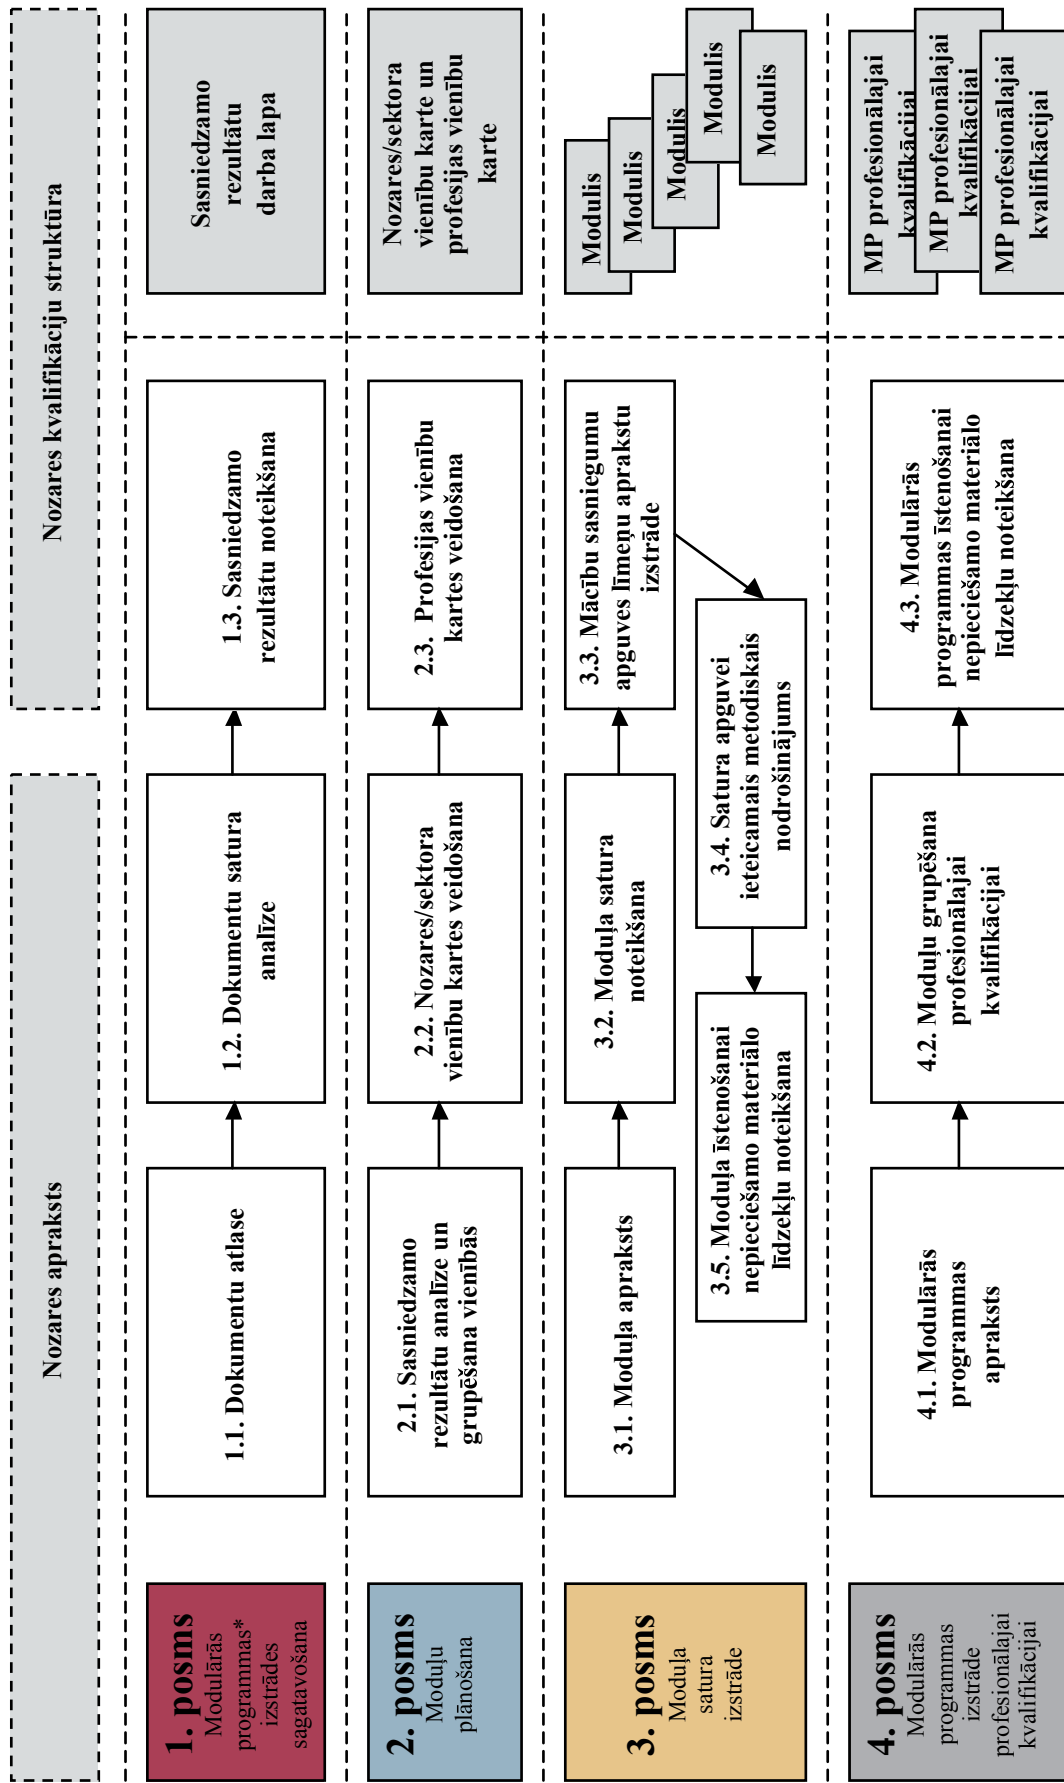 Nozares apraksts
Nozares kvalifikāciju struktūra
1. posms
Modulārās
programmas*
izstrādes
sagatavošana
1.1. Dokumentu atlase
1.2. Dokumentu satura
analīze
1.3. Sasniedzamo
rezultātu noteikšana
Sasniedzamo
rezultātu
darba lapa
2. posms
Moduļu
plānošana
2.1. Sasniedzamo
rezultātu analīze un
grupēšana vienībās
2.2. Nozares/sektora
vienību kartes veidošana
2.3. Profesijas vienību
kartes veidošana
Nozares/sektora
vienību karte un
profesijas vienību
karte
3. posms
Moduļa
satura
izstrāde
3.1. Moduļa apraksts
3.2. Moduļa satura
noteikšana
3.3. Mācību sasniegumu
apguves līmeņu aprakstu
izstrāde
3.4. Satura apguvei
ieteicamais metodiskais
nodrošinājums
3.5. Moduļa īstenošanai
nepieciešamo materiālo
līdzekļu noteikšana
Modulis
Modulis
Modulis
Modulis
Modulis
4. posms
Modulārās
programmas
izstrāde
profesionālajai
kvalifikācijai
4.1. Modulārās
programmas
apraksts
4.2. Moduļu grupēšana
profesionālajai
kvalifikācijai
4.3. Modulārās
programmas īstenošanai
nepieciešamo materiālo
līdzekļu noteikšana
MP profesionālajai
kvalifikācijai
MP profesionālajai
kvalifikācijai
MP profesionālajai
kvalifikācijai